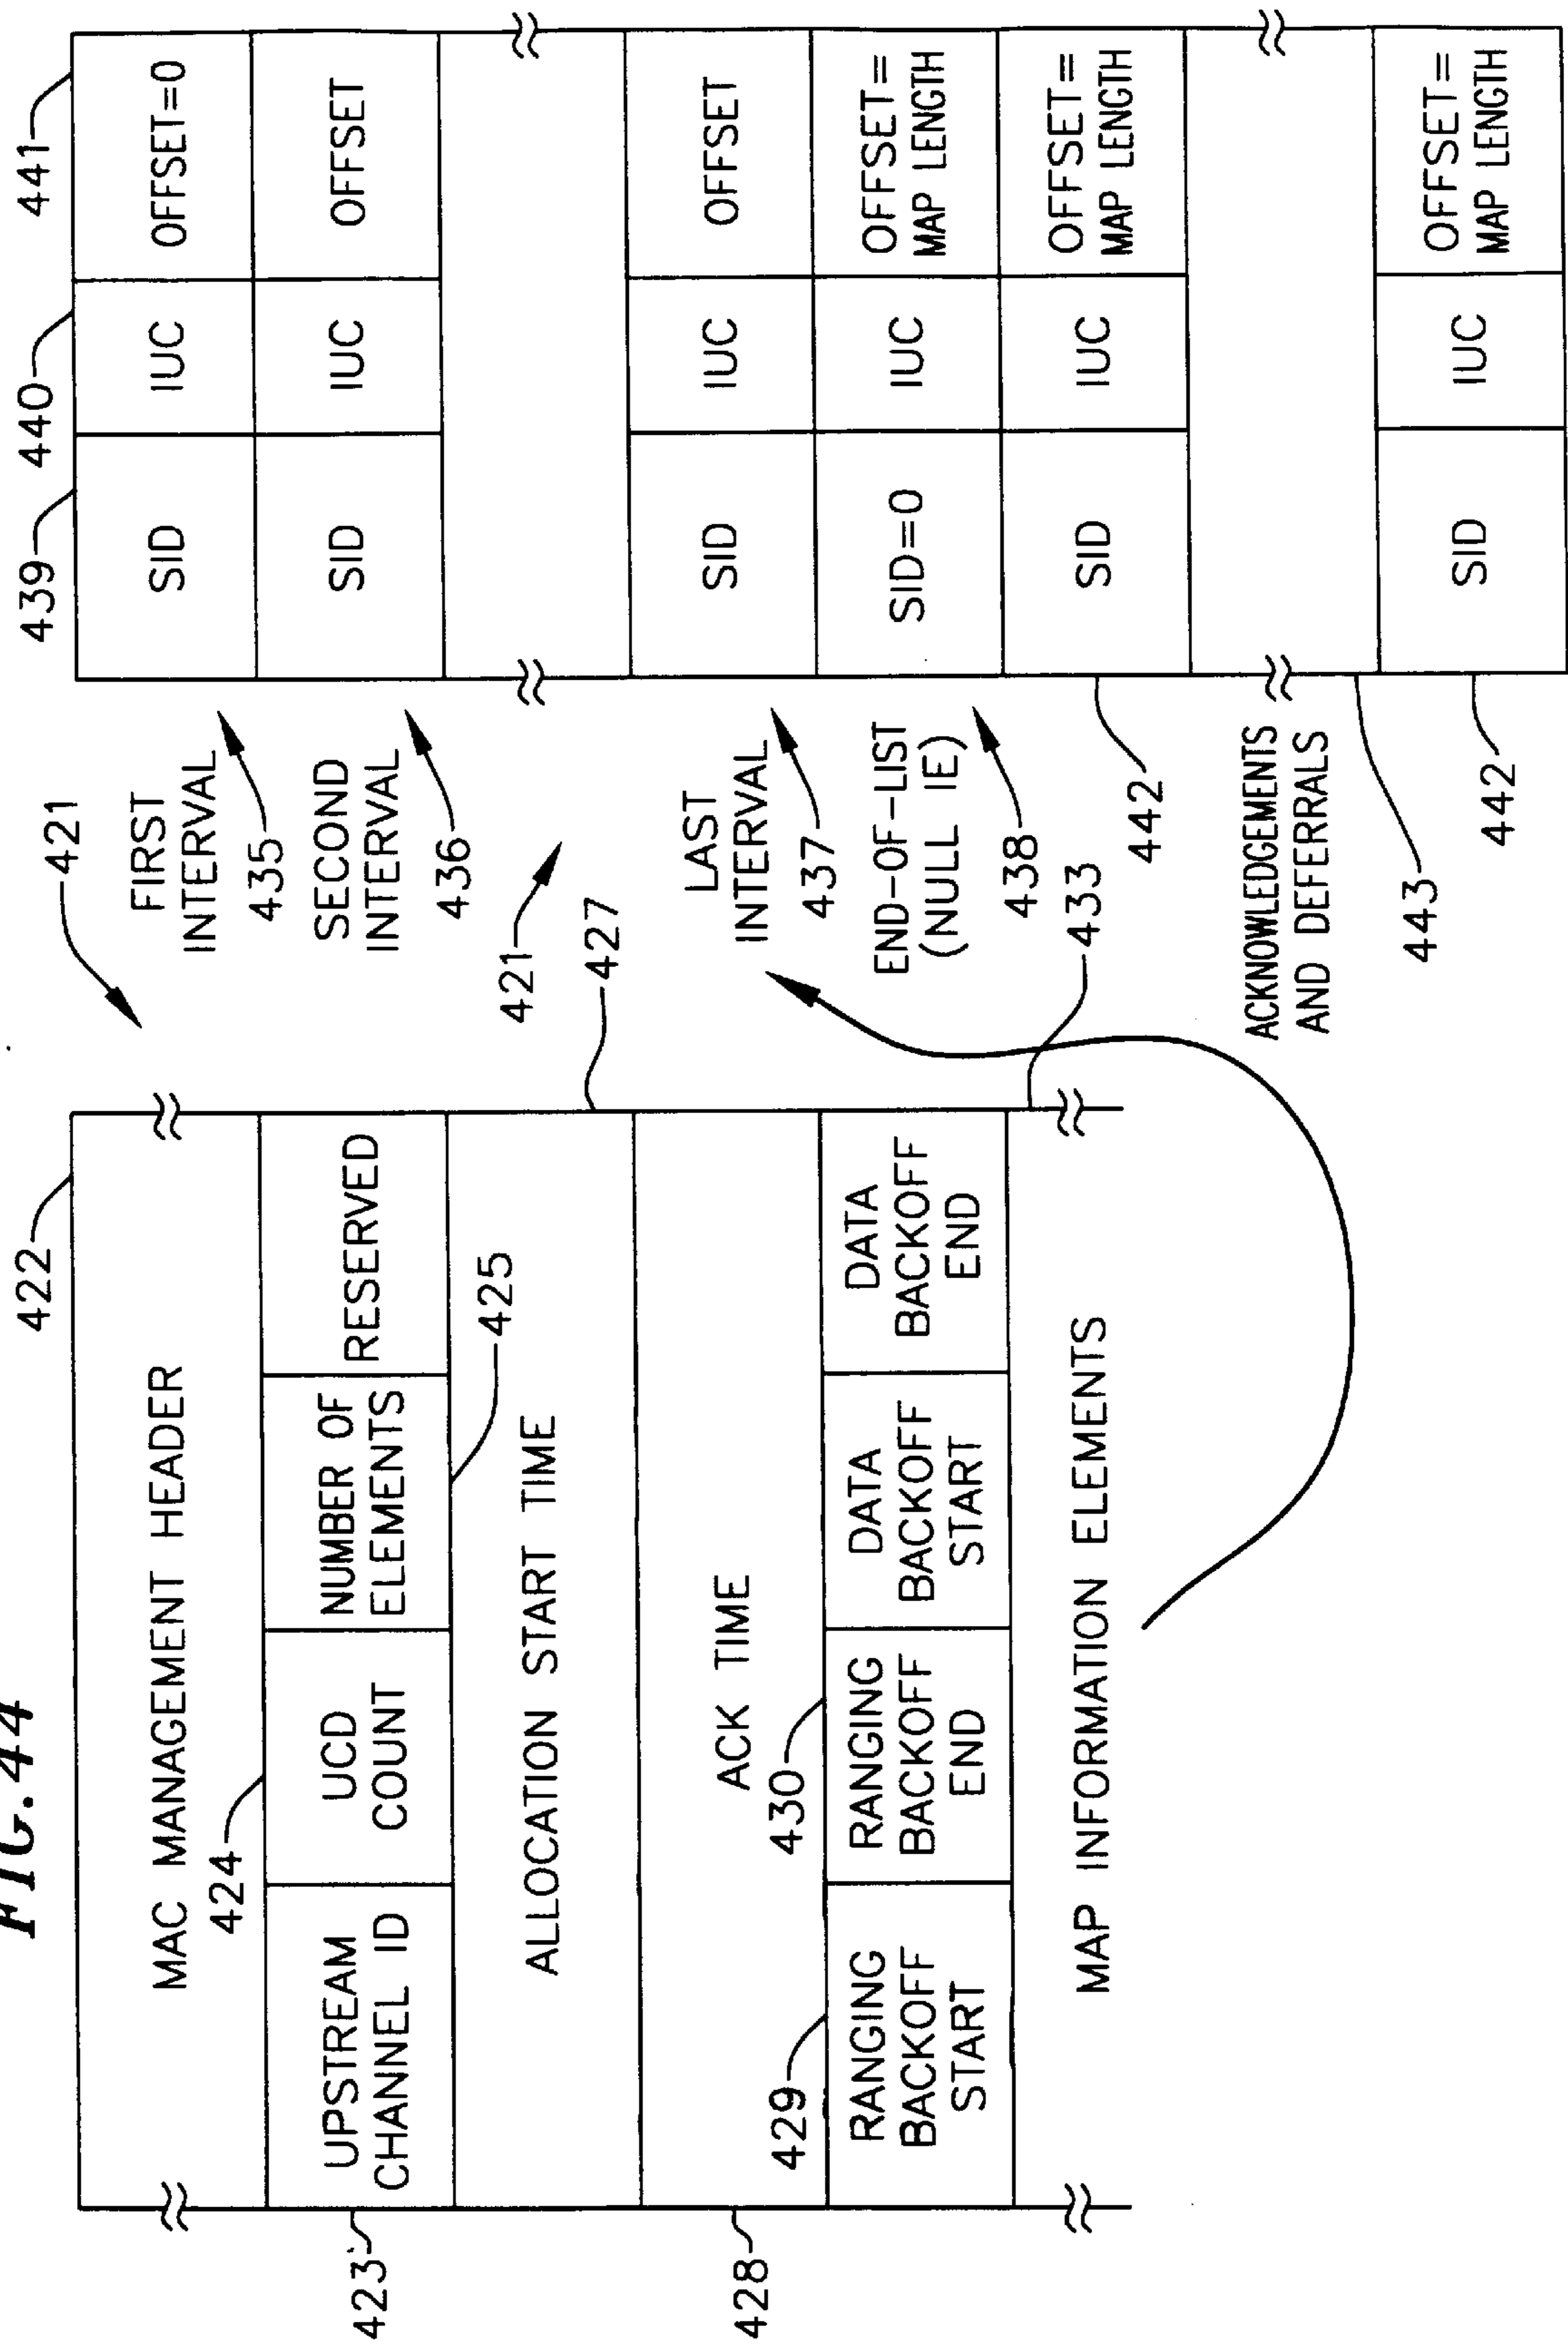 FIG. 44
422
MAC MANAGEMENT HEADER
421
423
424
UPSTREAM
CHANNEL ID
UCD
COUNT
NUMBER OF
ELEMENTS
RESERVED
425
ALLOCATION START TIME
427
428
ACK TIME
429
430
RANGING
BACKOFF
START
RANGING
BACKOFF
END
DATA
BACKOFF
START
DATA
BACKOFF
END
433
MAP INFORMATION ELEMENTS
439
440
441
FIRST
INTERVAL
435
SID
IUC
OFFSET=0
SECOND
INTERVAL
436
SID
IUC
OFFSET
421
LAST
INTERVAL
437
SID
IUC
OFFSET
END-OF-LIST
(NULL IE)
438
SID=0
IUC
OFFSET=
MAP LENGTH
442
SID
IUC
OFFSET=
MAP LENGTH
ACKNOWLEDGEMENTS
AND DEFERRALS
443
442
SID
IUC
OFFSET=
MAP LENGTH